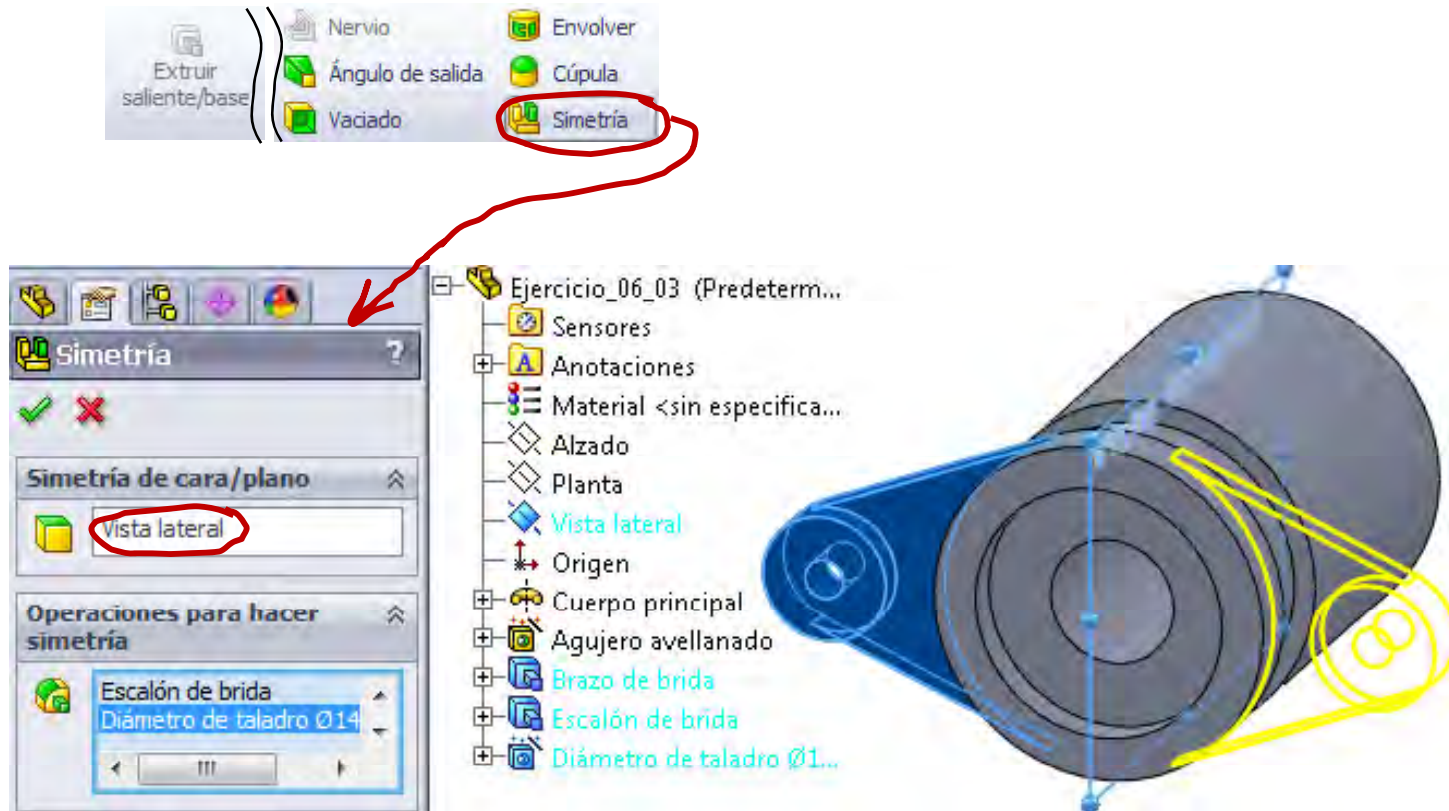 Extruir
saliente/base
Nervio
Ángulo de salida
Vaciado
Envolver
Cúpula
Simetría
Simetría
?
Simetría de cara/plano
Vista lateral
Operaciones para hacer
simetría
Escalón de brida
Diámetro de taladro Ø14
Ejercicio_06_03 (Predeterm...
Sensores
A Anotaciones
Material <sin especifica...
Alzado
Planta
Vista lateral
Origen
Cuerpo principal
Agujero avellanado
Brazo de brida
Escalón de brida
Diámetro de taladro Ø1...